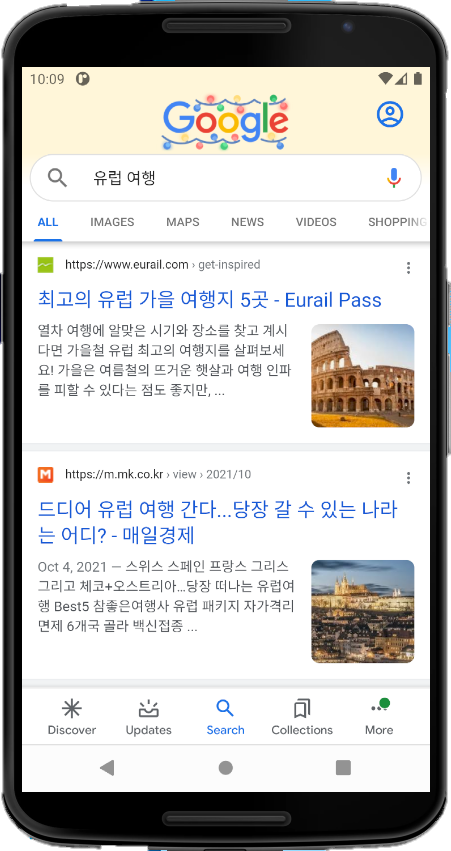 10:09
Google
유럽 여행
ALL IMAGES MAPS NEWS VIDEOS SHOPPING
https://www.eurail.com › get-inspired
최고의 유럽 가을 여행지 5곳 - Eurail Pass
열차 여행에 알맞은 시기와 장소를 찾고 계시
다면 가을철 유럽 최고의 여행지를 살펴보세
요! 가을은 여름철의 뜨거운 햇살과 여행 인파
를 피할 수 있다는 점도 좋지만, ...
https://m.mk.co.kr › view › 2021/10
드디어 유럽 여행 간다...당장 갈 수 있는 나라
는 어디? - 매일경제
Oct 4, 2021 — 스위스 스페인 프랑스 그리스
그리고 체코+오스트리아...당장 떠나는 유럽여
행 Best5 참좋은여행사 유럽 패키지 자가격리
면제 6개국 골라 백신접종 ...
Discover Updates Search Collections More